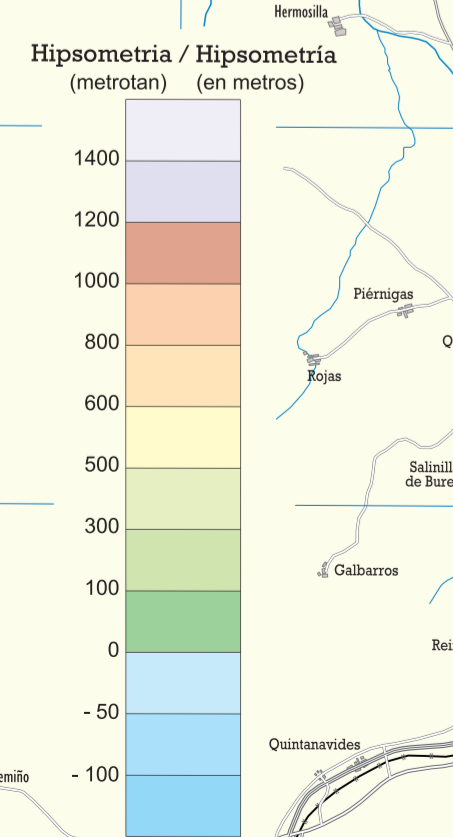 Hermosilla
Hipsometria / Hipsometría
(metrotan) (en metros)
1400
1200
1000
800
600
500
300
100
0
- 50
- 100
Piérnigas
Q
Rojas
Salinill
de Bure
Galbarros
Rei
Quintanavides
emiño